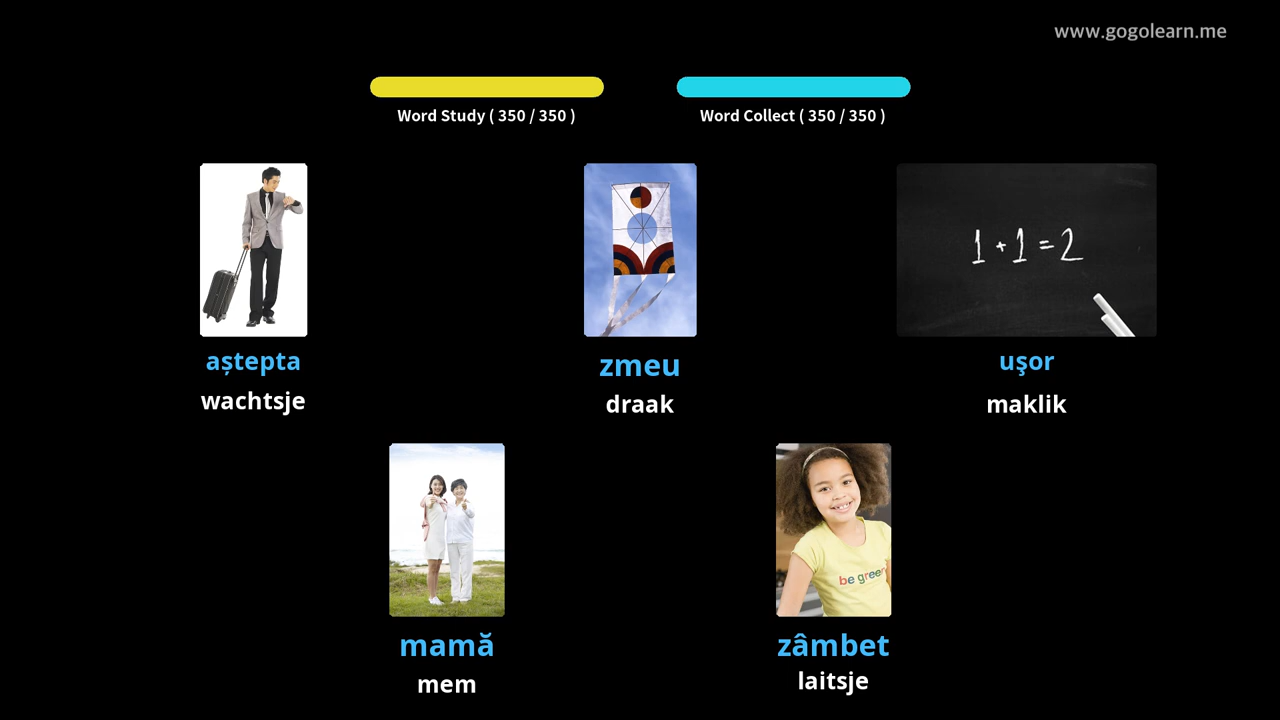 www.gogolearn.me
Word Study ( 350 / 350 )
Word Collect ( 350 / 350 )
1 + 1 = 2
aștepta
zmeu
uşor
wachtsje
draak
maklik
be green
mamă
zâmbet
mem
laitsje